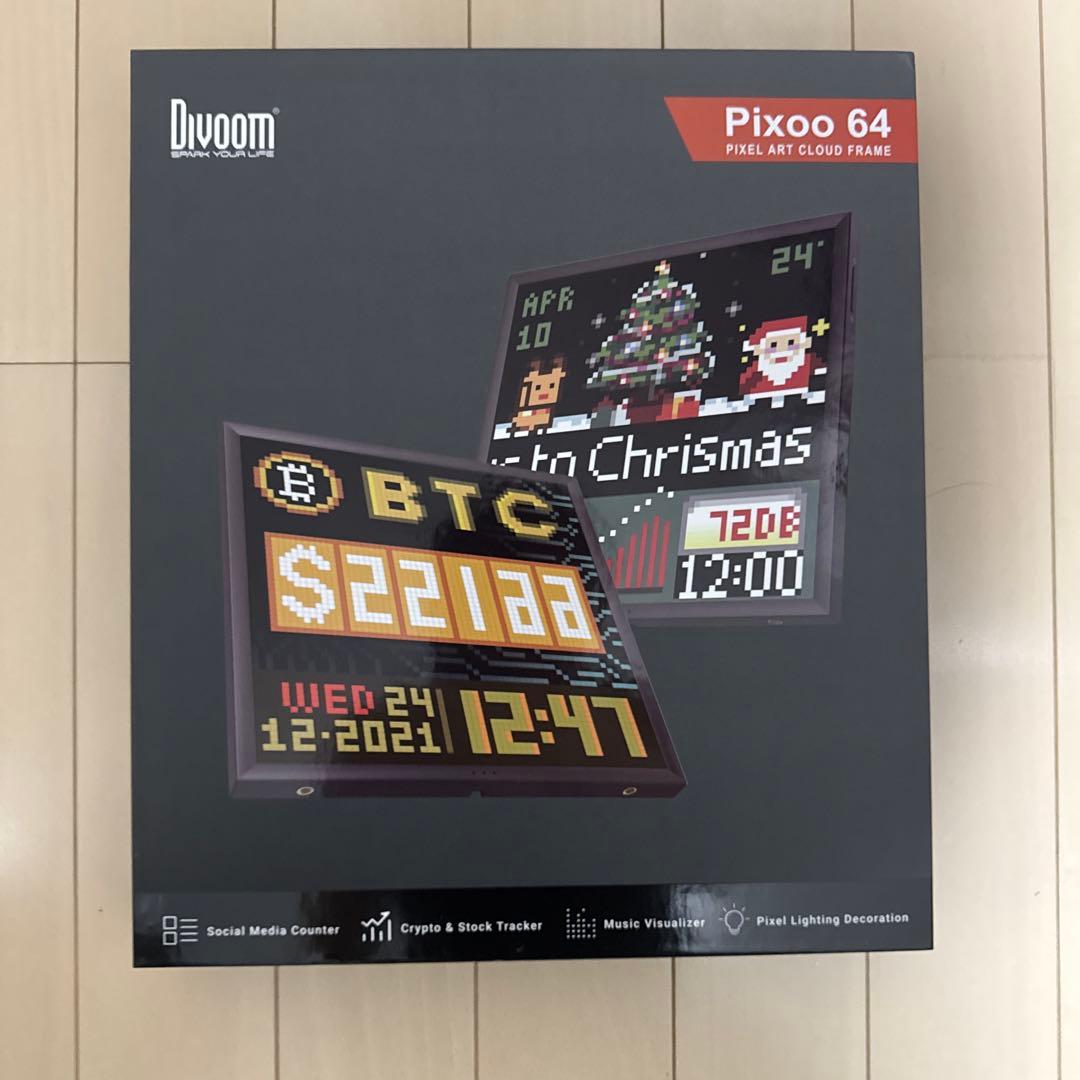 DIVOOM®
SPARK YOUR LIFE
Pixoo 64
PIXEL ART CLOUD FRAME
APR
10
24°
to Chrismas
72DB
12:00
BTC
WED 24
12·2021
12:47
Social Media Counter
Crypto & Stock Tracker
Music Visualizer
Pixel Lighting Decoration